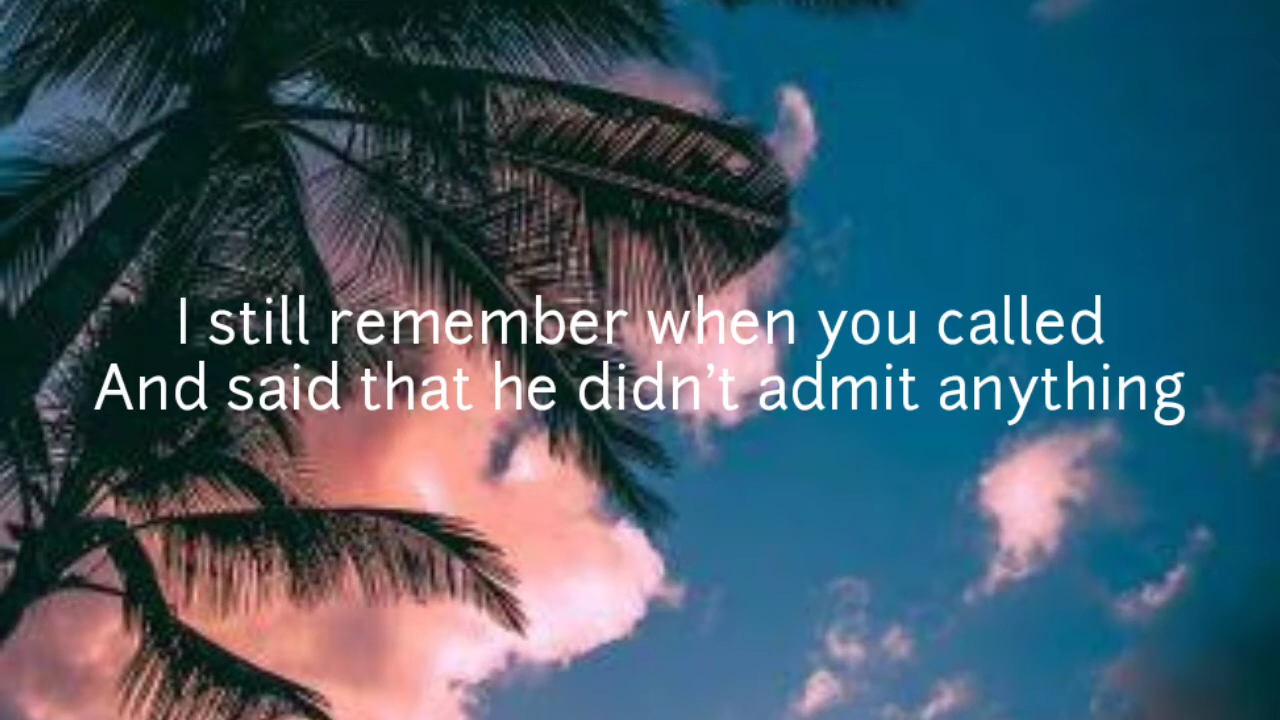 I still remember when you called
And said that he didn’t admit anything